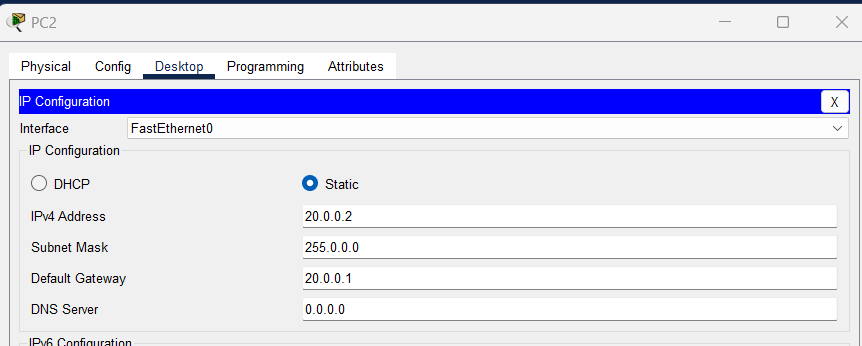 PC2
Physical Config Desktop Programming Attributes
IP Configuration X
Interface FastEthernet0
IP Configuration
DHCP Static
IPv4 Address 20.0.0.2
Subnet Mask 255.0.0.0
Default Gateway 20.0.0.1
DNS Server 0.0.0.0
IPv6 Configuration